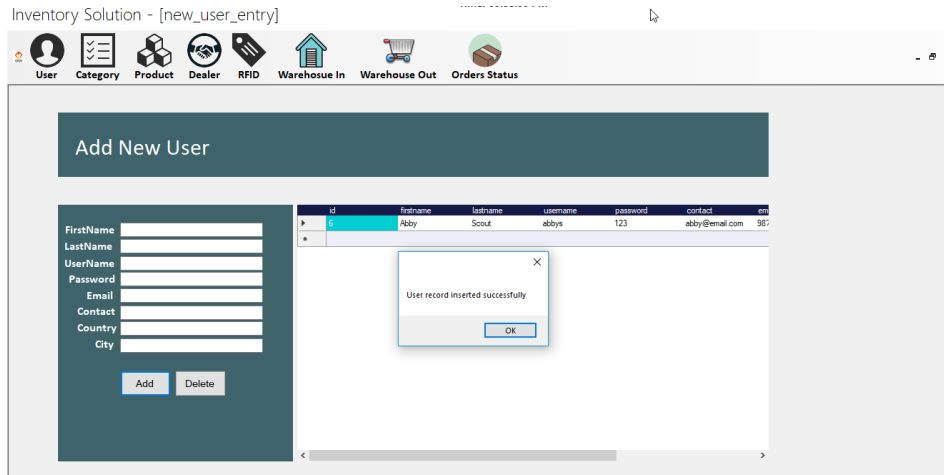 Inventory Solution - [new_user_entry]
User Category Product Dealer RFID Warehosue In Warehouse Out Orders Status
Add New User
id firstname lastname username password contact em
6 Abby Scout abbys 123 abby@email.com 987
FirstName
LastName
UserName
Password
Email
Contact
Country
City
Add Delete
User record inserted successfully
OK